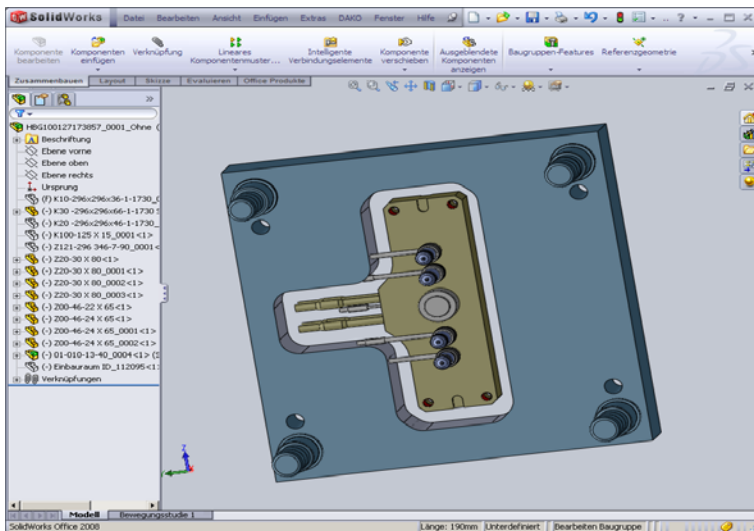 SolidWorks Datei Bearbeiten Ansicht Einfügen Extras DAKO Fenster Hilfe
Komponente bearbeiten
Komponenten einfügen
Verknüpfung
Lineares Komponentenmuster...
Intelligente Verbindungselemente
Komponente verschieben
Ausgeblendete Komponenten anzeigen
Baugruppen-Features
Referenzgeometrie
Zusammenbauen Layout Skizze Evaluieren Office Produkte
HBG100127173857_0001_Ohne (
Beschriftung
Ebene vorne
Ebene oben
Ebene rechts
Ursprung
(f) K10-296x296x36-1-1730_0
(-) K30 -296x296x66-1-1730
(-) K20 -296x296x46-1-1730_
(-) K100-125 X 15_0001<1>
(-) Z121-296 346-7-90_0001<
(-) Z20-30 X 80<1>
(-) Z20-30 X 80_0001<1>
(-) Z20-30 X 80_0002<1>
(-) Z20-30 X 80_0003<1>
(-) Z00-46-22 X 65<1>
(-) Z00-46-24 X 65<1>
(-) Z00-46-24 X 65_0001<1>
(-) Z00-46-24 X 65_0002<1>
(-) 01-010-13-40_0004<1>
(-) Einbauraum ID_112095<1
Verknüpfungen
Z
Modell Bewegungsstudie 1
SolidWorks Office 2008 Länge: 190mm Unterdefiniert Bearbeiten Baugruppe